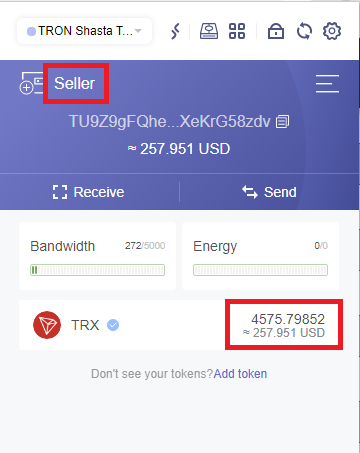 TRON Shasta T...
Seller
TU9Z9gFQhe...XeKrG58zdv
≈ 257.951 USD
Receive
Send
Bandwidth 272/5000
Energy 0/0
TRX 4575.79852
≈ 257.951 USD
Don't see your tokens?Add token